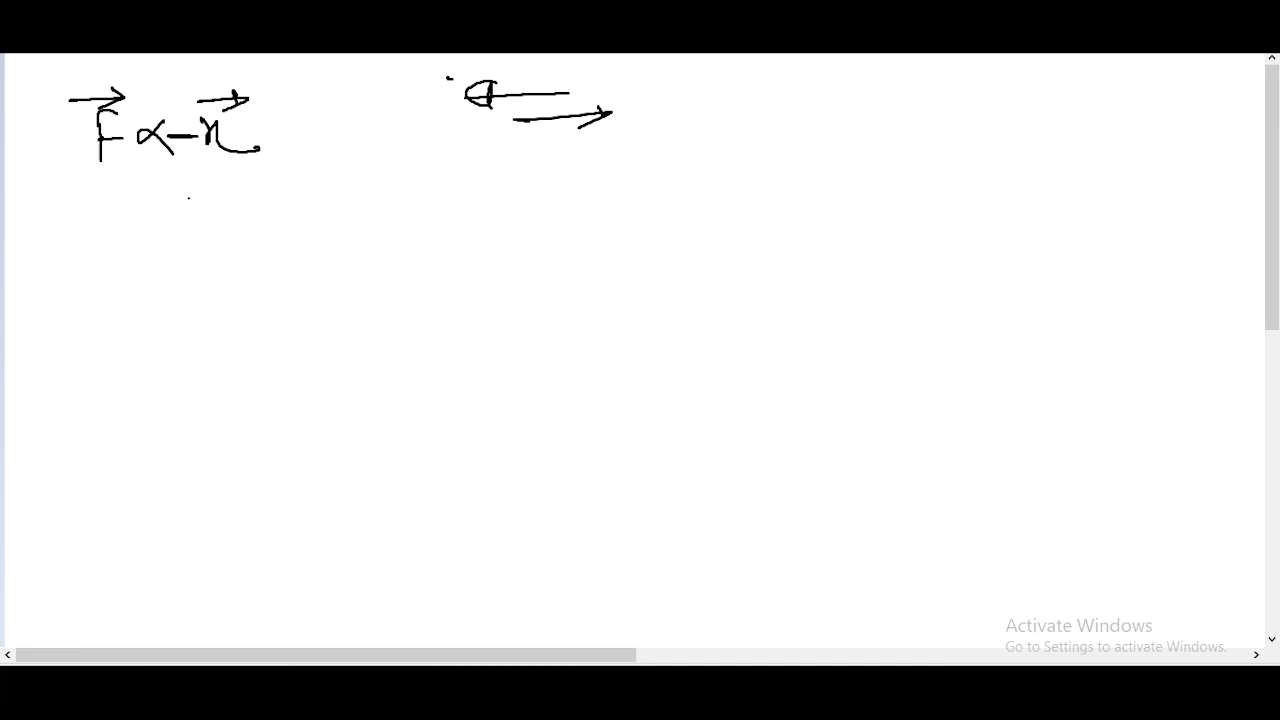 F⃗ ∝ -x⃗
Activate Windows
Go to Settings to activate Windows.